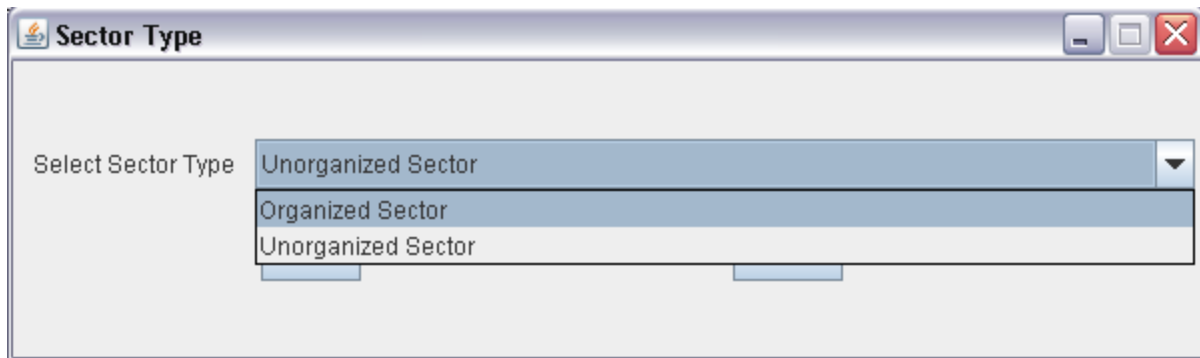 Sector Type
Select Sector Type Unorganized Sector
Organized Sector
Unorganized Sector